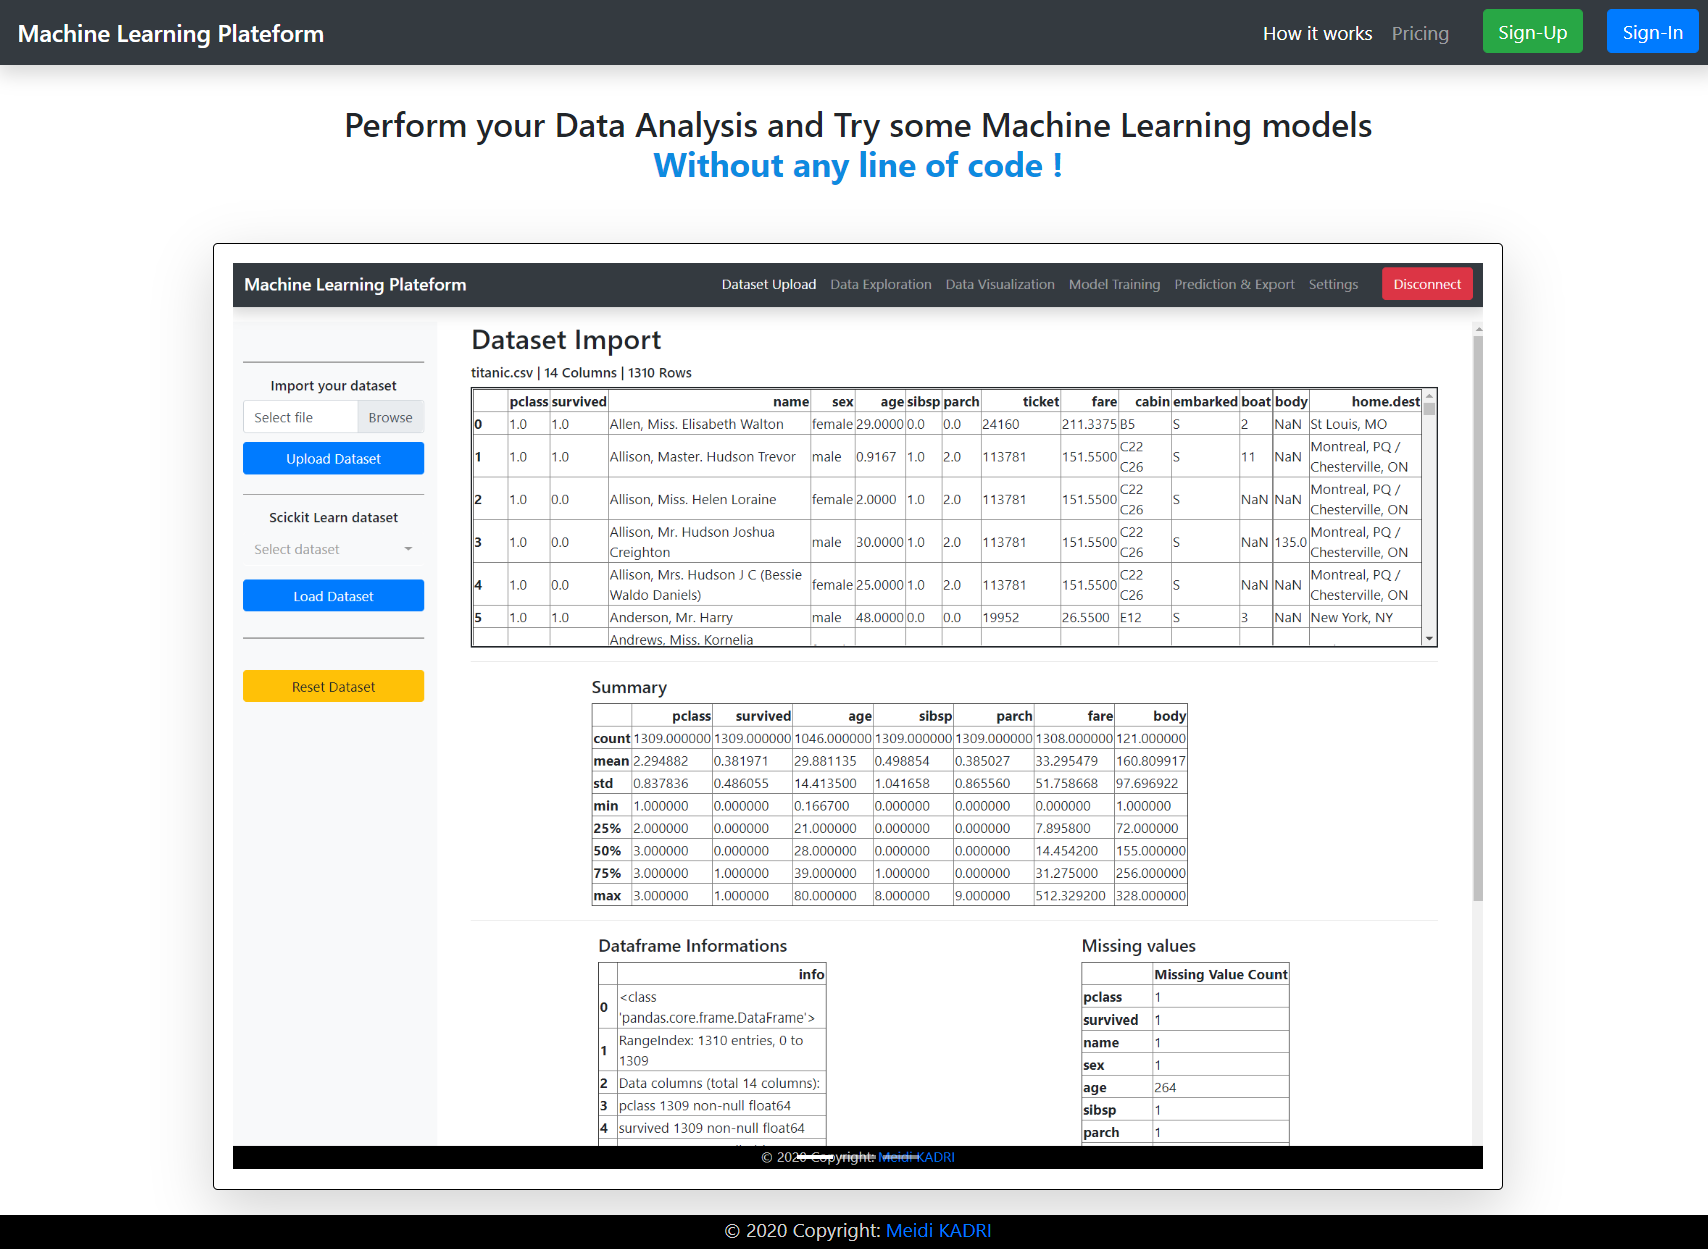 Machine Learning Plateform
How it works Pricing Sign-Up Sign-In
Perform your Data Analysis and Try some Machine Learning models
Without any line of code !
Machine Learning Plateform
Dataset Upload Data Exploration Data Visualization Model Training Prediction & Export Settings Disconnect
Import your dataset
Select file Browse
Upload Dataset
Scickit Learn dataset
Select dataset
Load Dataset
Reset Dataset
Dataset Import
titanic.csv | 14 Columns | 1310 Rows
pclass survived name sex age sibsp parch ticket fare cabin embarked boat body home.dest
0 1.0 1.0 Allen, Miss. Elisabeth Walton female 29.0000 0.0 0.0 24160 211.3375 B5 S 2 NaN St Louis, MO
1 1.0 1.0 Allison, Master. Hudson Trevor male 0.9167 1.0 2.0 113781 151.5500 C22 C26 S 11 NaN Montreal, PQ / Chesterville, ON
2 1.0 0.0 Allison, Miss. Helen Loraine female 2.0000 1.0 2.0 113781 151.5500 C22 C26 S NaN NaN Montreal, PQ / Chesterville, ON
3 1.0 0.0 Allison, Mr. Hudson Joshua Creighton male 30.0000 1.0 2.0 113781 151.5500 C22 C26 S NaN 135.0 Montreal, PQ / Chesterville, ON
4 1.0 0.0 Allison, Mrs. Hudson J C (Bessie Waldo Daniels) female 25.0000 1.0 2.0 113781 151.5500 C22 C26 S NaN NaN Montreal, PQ / Chesterville, ON
5 1.0 1.0 Anderson, Mr. Harry male 48.0000 0.0 0.0 19952 26.5500 E12 S 3 NaN New York, NY
Andrews, Miss. Kornelia
Summary
pclass survived age sibsp parch fare body
count 1309.000000 1309.000000 1046.000000 1309.000000 1309.000000 1308.000000 121.000000
mean 2.294882 0.381971 29.881135 0.498854 0.385027 33.295479 160.809917
std 0.837836 0.486055 14.413500 1.041658 0.865560 51.758668 97.696922
min 1.000000 0.000000 0.166700 0.000000 0.000000 0.000000 1.000000
25% 2.000000 0.000000 21.000000 0.000000 0.000000 7.895800 72.000000
50% 3.000000 0.000000 28.000000 0.000000 0.000000 14.454200 155.000000
75% 3.000000 1.000000 39.000000 1.000000 0.000000 31.275000 256.000000
max 3.000000 1.000000 80.000000 8.000000 9.000000 512.329200 328.000000
Dataframe Informations
info
0 <class 'pandas.core.frame.DataFrame'>
1 RangeIndex: 1310 entries, 0 to 1309
2 Data columns (total 14 columns):
3 pclass 1309 non-null float64
4 survived 1309 non-null float64
Missing values
Missing Value Count
pclass 1
survived 1
name 1
sex 1
age 264
sibsp 1
parch 1
© 2020 Copyright: Meidi KADRI
© 2020 Copyright: Meidi KADRI